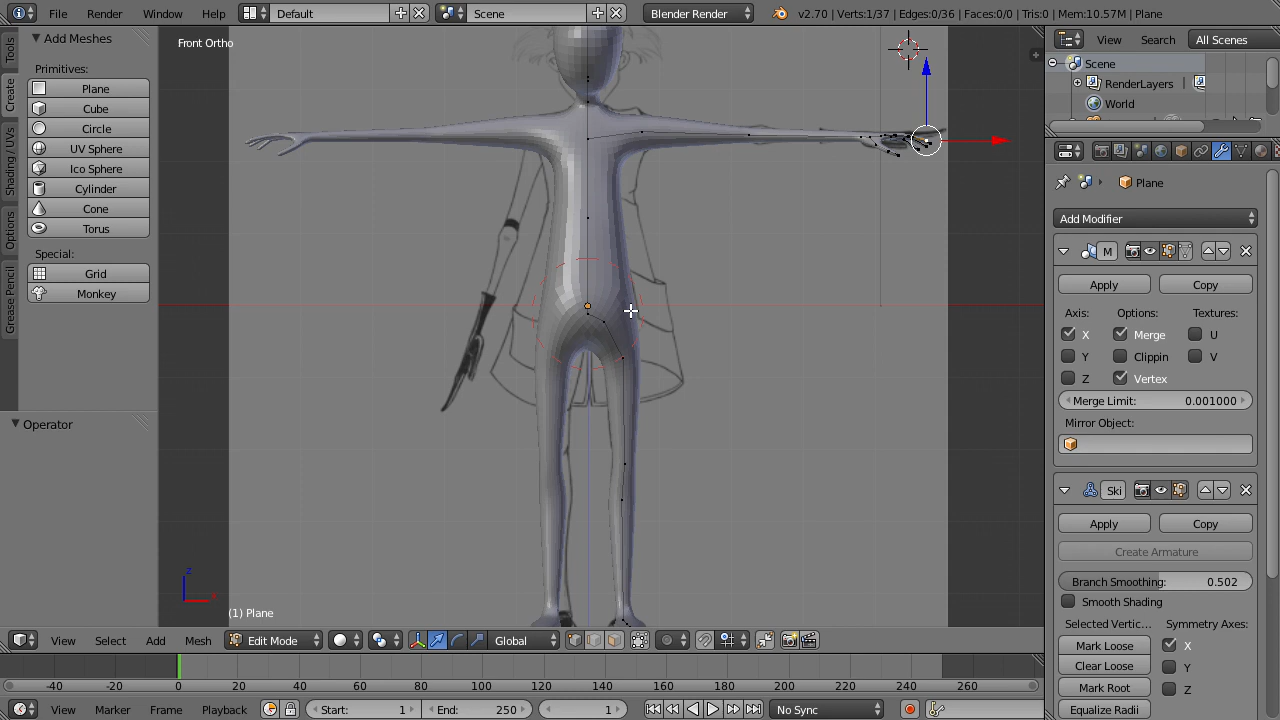 File Render Window Help Default Scene Blender Render v2.70 | Verts:1/37 | Edges:0/36 | Faces:0/0 | Tris:0 | Mem:10.57M | Plane
Tools
Create
Shading / UVs
Options
Grease Pencil
Add Meshes
Primitives:
Plane
Cube
Circle
UV Sphere
Ico Sphere
Cylinder
Cone
Torus
Special:
Grid
Monkey
Operator
Front Ortho
z
x
(1) Plane
View Search All Scenes
Scene
RenderLayers
World
Plane
Add Modifier
M
Apply Copy
Axis: Options: Textures:
X Merge U
Y Clippin V
Z Vertex
Merge Limit: 0.001000
Mirror Object:
Ski
Apply Copy
Create Armature
Branch Smoothing: 0.502
Smooth Shading
Selected Vertic... Symmetry Axes:
Mark Loose X
Clear Loose Y
Mark Root Z
Equalize Radii
View Select Add Mesh Edit Mode Global
-40 -20 0 20 40 60 80 100 120 140 160 180 200 220 240 260
View Marker Frame Playback Start: 1 End: 250 1 No Sync